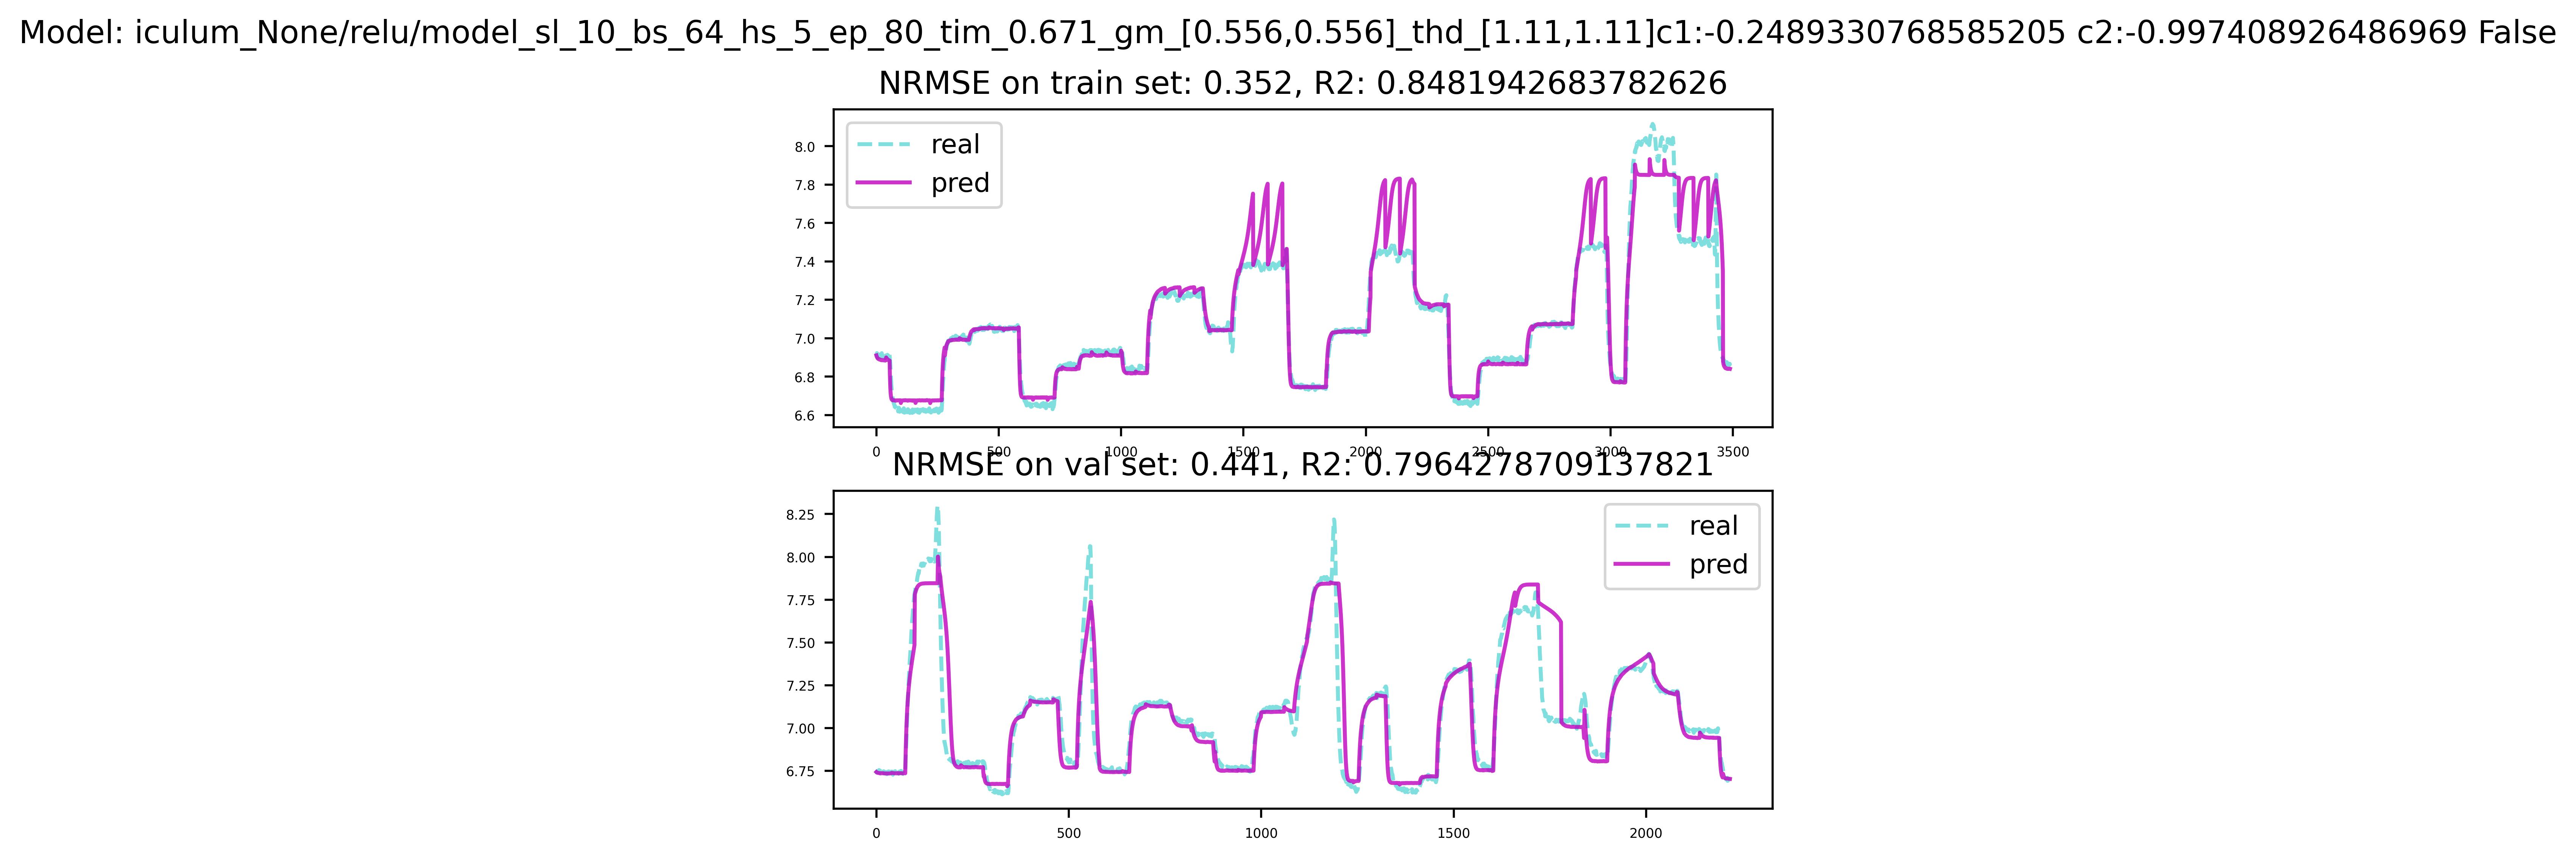 Model: iculum_None/relu/model_sl_10_bs_64_hs_5_ep_80_tim_0.671_gm_[0.556,0.556]_thd_[1.11,1.11]c1:-0.2489330768585205 c2:-0.997408926486969 False
NRMSE on train set: 0.352, R2: 0.8481942683782626
real
pred
8.0
7.8
7.6
7.4
7.2
7.0
6.8
6.6
0 500 1000 1500 2000 2500 3000 3500
NRMSE on val set: 0.441, R2: 0.7964278709137821
real
pred
8.25
8.00
7.75
7.50
7.25
7.00
6.75
0 500 1000 1500 2000